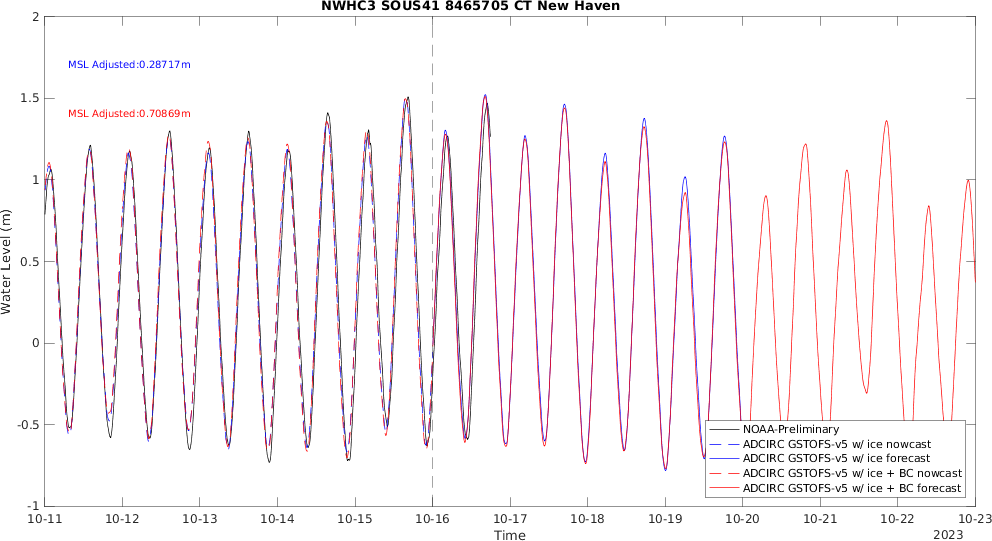 NWHC3 SOUS41 8465705 CT New Haven
2
1.5
1
0.5
0
-0.5
-1
Water Level (m)
MSL Adjusted:0.28717m
MSL Adjusted:0.70869m
NOAA-Preliminary
ADCIRC GSTOFS-v5 w/ ice nowcast
ADCIRC GSTOFS-v5 w/ ice forecast
ADCIRC GSTOFS-v5 w/ ice + BC nowcast
ADCIRC GSTOFS-v5 w/ ice + BC forecast
10-11 10-12 10-13 10-14 10-15 10-16 10-17 10-18 10-19 10-20 10-21 10-22 10-23
Time
2023